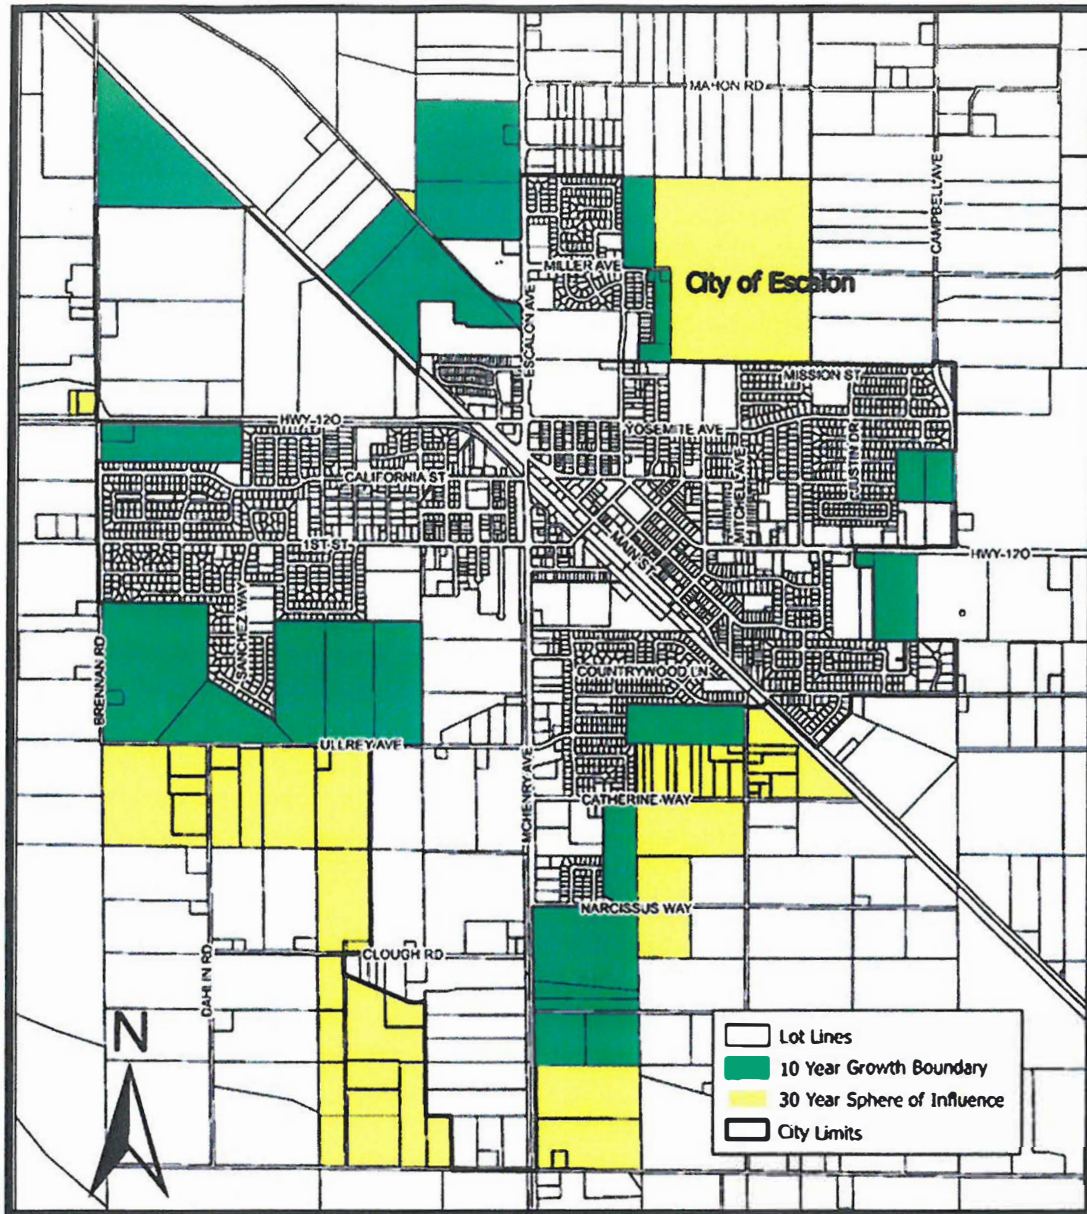 MAHON RD
CAMPBELL AVE
MILLER AVE
City of Escalon
ESCALON AVE
MISSION ST
HWY-120
YOSEMITE AVE
JUSTIN DR
CALIFORNIA ST
MITCHELL AVE
1ST ST
MAIN ST
HWY-120
SANCHEZ WAY
BRENNAN RD
COUNTRYWOOD LN
ULLREY AVE
MCHENRY AVE
CATHERINE WAY
NARCISSUS WAY
CLOUGH RD
DAHLIN RD
N
Lot Lines
10 Year Growth Boundary
30 Year Sphere of Influence
City Limits